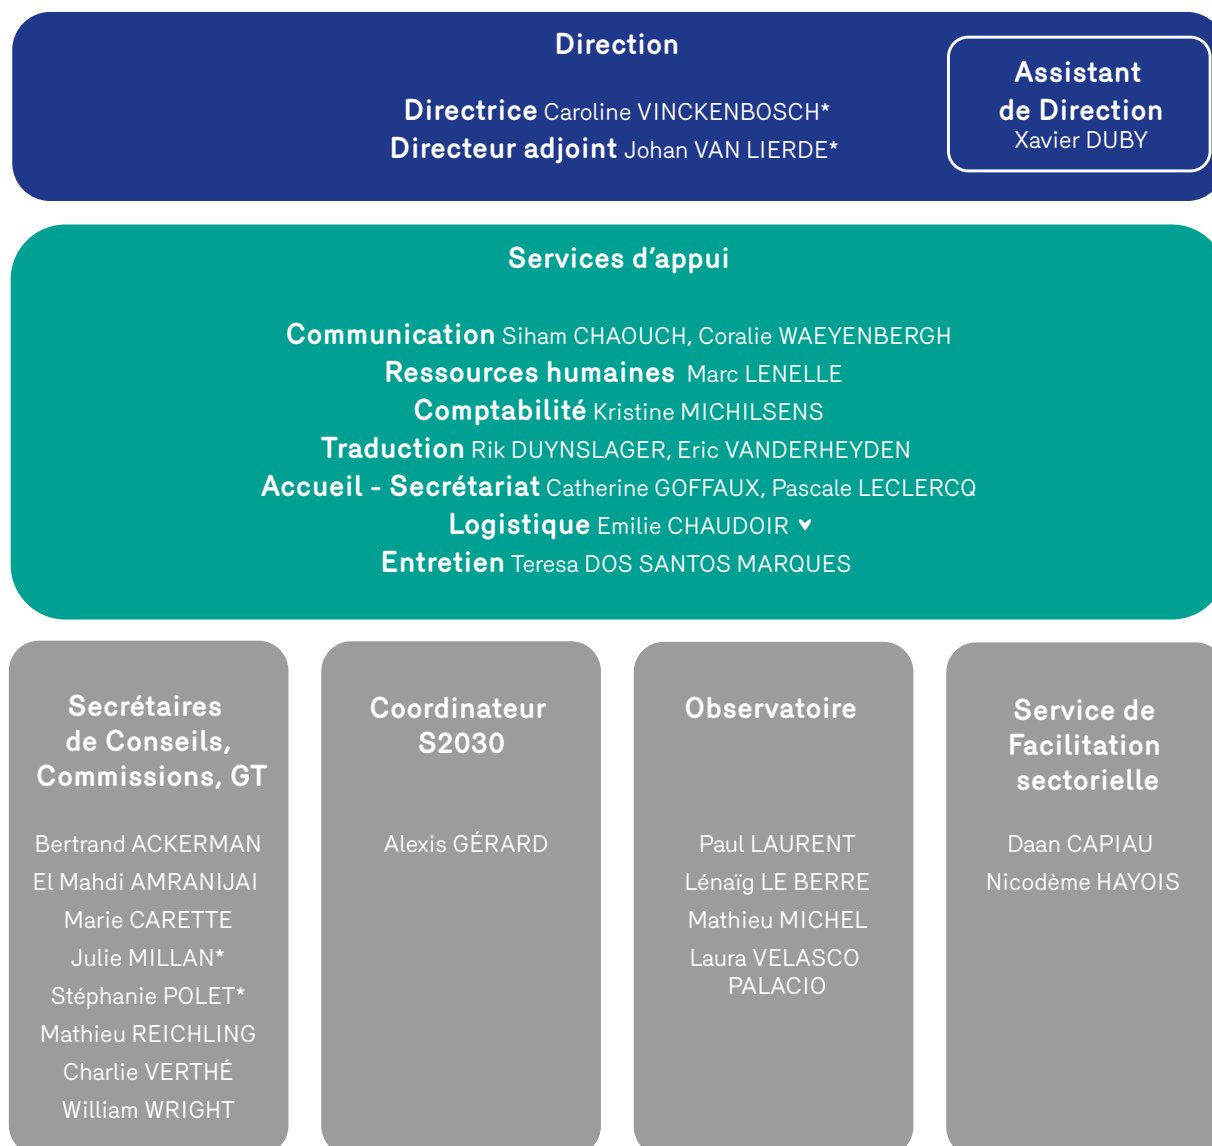 Direction
Directrice Caroline VINCKENBOSCH*
Directeur adjoint Johan VAN LIERDE*
Assistant
de Direction
Xavier DUBY
Services d’appui
Communication Siham CHAOUCH, Coralie WAEYENBERGH
Ressources humaines Marc LENELLE
Comptabilité Kristine MICHILSENS
Traduction Rik DUYNSLAGER, Eric VANDERHEYDEN
Accueil - Secrétariat Catherine GOFFAUX, Pascale LECLERCQ
Logistique Emilie CHAUDOIR
Entretien Teresa DOS SANTOS MARQUES
Secrétaires
de Conseils,
Commissions, GT
Bertrand ACKERMAN
El Mahdi AMRANIJAI
Marie CARETTE
Julie MILLAN*
Stéphanie POLET*
Mathieu REICHLING
Charlie VERTHÉ
William WRIGHT
Coordinateur
S2030
Alexis GÉRARD
Observatoire
Paul LAURENT
Lénaïg LE BERRE
Mathieu MICHEL
Laura VELASCO
PALACIO
Service de
Facilitation
sectorielle
Daan CAPIAU
Nicodème HAYOIS